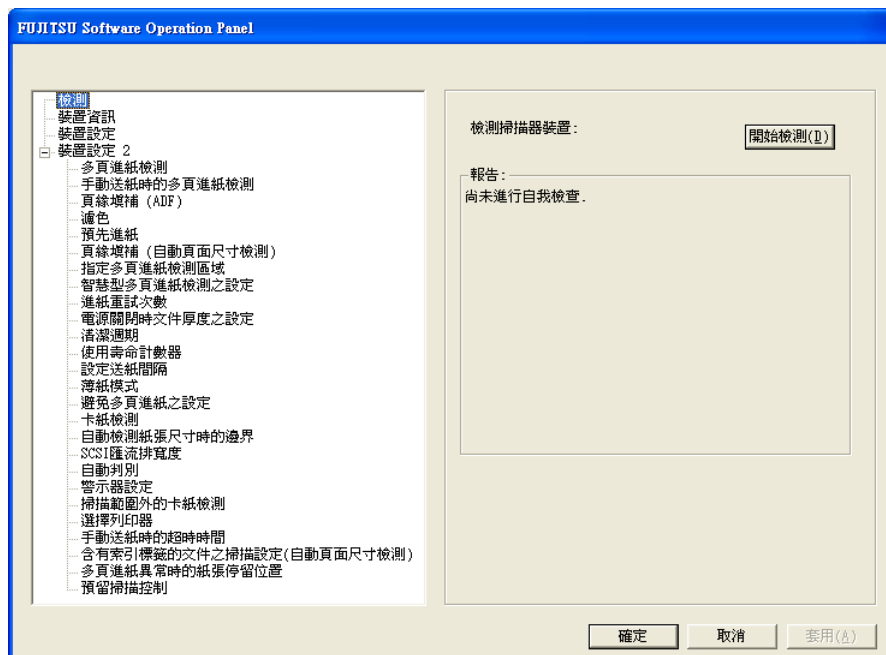 FUJITSU Software Operation Panel
檢測
裝置資訊
裝置設定
裝置設定 2
多頁進紙檢測
手動送紙時的多頁進紙檢測
頁緣填補 (ADF)
濾色
預先進紙
頁緣填補 (自動頁面尺寸檢測)
指定多頁進紙檢測區域
智慧型多頁進紙檢測之設定
進紙重試次數
電源關閉時文件厚度之設定
清潔週期
使用壽命計數器
設定送紙間隔
薄紙模式
避免多頁進紙之設定
卡紙檢測
自動檢測紙張尺寸時的邊界
SCSI匯流排寬度
自動判別
警示器設定
掃描範圍外的卡紙檢測
選擇列印器
手動送紙時的超時時間
含有索引標籤的文件之掃描設定(自動頁面尺寸檢測)
多頁進紙異常時的紙張停留位置
預留掃描控制
檢測掃描器裝置:
開始檢測(D)
報告:
尚未進行自我檢查.
確定
取消
套用(A)